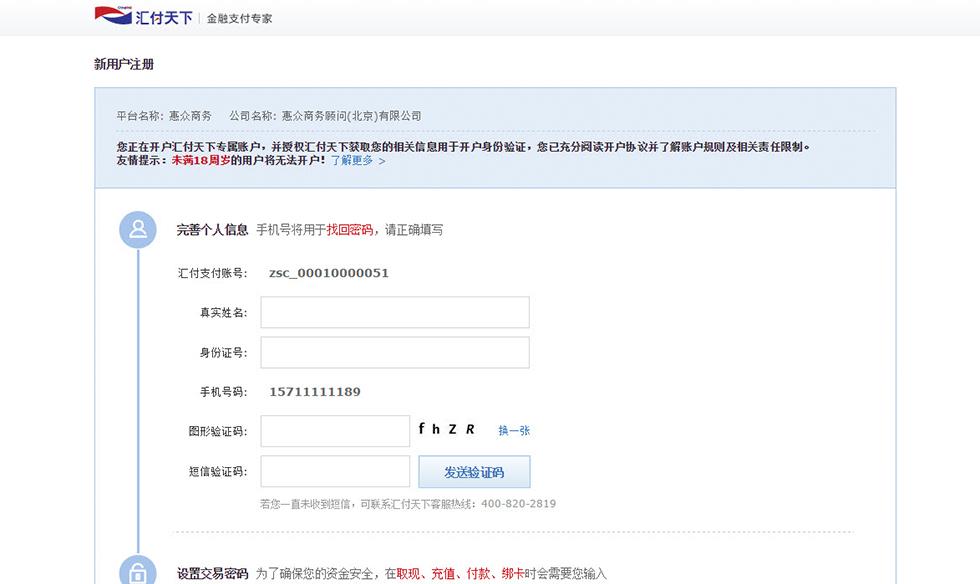 汇付天下 | 金融支付专家
新用户注册
平台名称：惠众商务 公司名称：惠众商务顾问(北京)有限公司
您正在开户汇付天下专属账户，并授权汇付天下获取您的相关信息用于开户身份验证，您已充分阅读开户协议并了解账户规则及相关责任限制。
友情提示：未满18周岁的用户将无法开户！了解更多 >
完善个人信息 手机号将用于找回密码，请正确填写
汇付支付账号： zsc_00010000051
真实姓名：
身份证号：
手机号码： 15711111189
图形验证码： f h Z R 换一张
短信验证码： 发送验证码
若您一直未收到短信，可联系汇付天下客服热线：400-820-2819
设置交易密码 为了确保您的资金安全，在取现、充值、付款、绑卡时会需要您输入